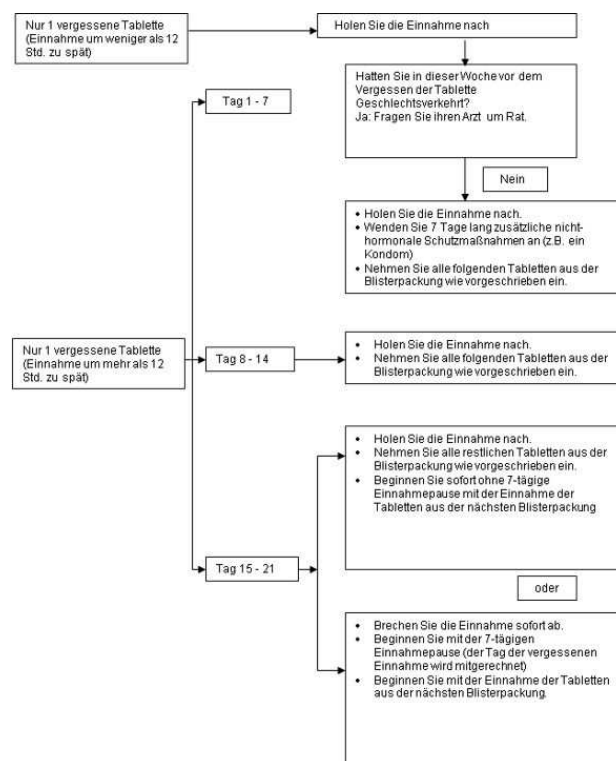 Nur 1 vergessene Tablette
(Einnahme um weniger als 12
Std. zu spät)
Holen Sie die Einnahme nach
Hatten Sie in dieser Woche vor dem
Vergessen der Tablette
Geschlechtsverkehrt?
Ja: Fragen Sie ihren Arzt um Rat.
Tag 1 - 7
Nein
• Holen Sie die Einnahme nach.
• Wenden Sie 7 Tage lang zusätzliche nicht-
hormonale Schutzmaßnahmen an (z.B. ein
Kondom)
• Nehmen Sie alle folgenden Tabletten aus der
Blisterpackung wie vorgeschrieben ein.
Nur 1 vergessene Tablette
(Einnahme um mehr als 12
Std. zu spät)
Tag 8 - 14
• Holen Sie die Einnahme nach.
• Nehmen Sie alle folgenden Tabletten aus der
Blisterpackung wie vorgeschrieben ein.
• Holen Sie die Einnahme nach.
• Nehmen Sie alle restlichen Tabletten aus der
Blisterpackung wie vorgeschrieben ein.
• Beginnen Sie sofort ohne 7-tägige
Einnahmepause mit der Einnahme der
Tabletten aus der nächsten Blisterpackung
Tag 15 - 21
oder
• Brechen Sie die Einnahme sofort ab.
• Beginnen Sie mit der 7-tägigen
Einnahmepause (der Tag der vergessenen
Einnahme wird mitgerechnet)
• Beginnen Sie mit der Einnahme der Tabletten
aus der nächsten Blisterpackung.